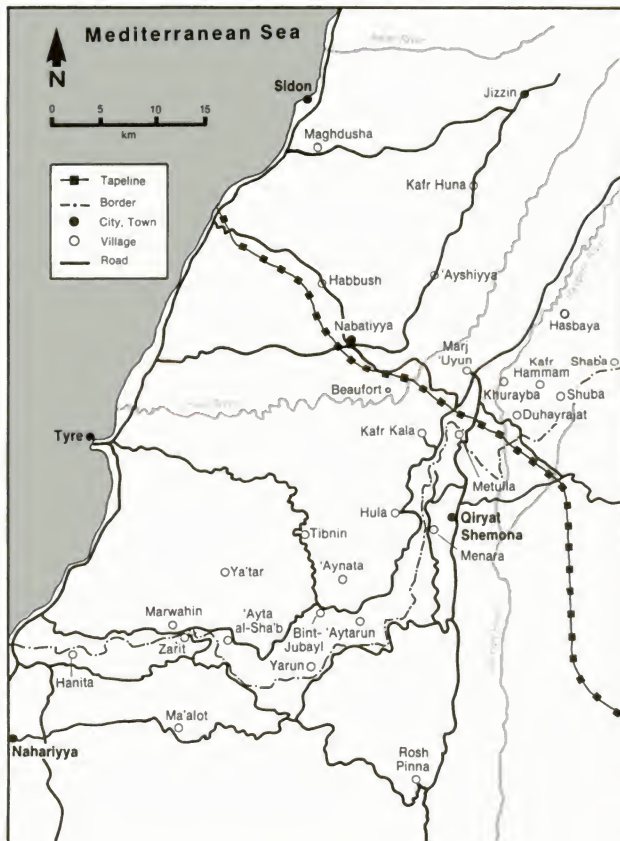 Mediterranean Sea
N
0 5 10 15
km
Tapeline
Border
City, Town
Village
Road
Sidon
Jizzin
Maghdusha
Kafr Huna
Habbush
'Ayshiyya
Nabatiyya
Hasbaya
Marj
'Uyun
Kafr
Hammam
Shab'a
Khurayba
Shuba
Beaufort
Duhayrajat
Tyre
Kafr Kala
Metulla
Hula
Qiryat
Shemona
Tibnin
Menara
Ya'tar
'Aynata
Marwahin
'Ayta
al-Sha'b
Bint-
Jubayl
'Aytarun
Zarit
Yarun
Hanita
Ma'alot
Nahariyya
Rosh
Pinna